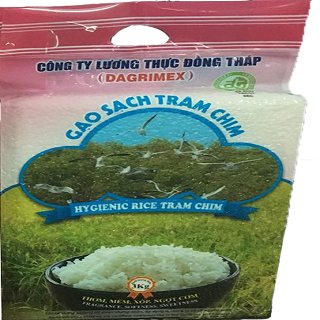 CÔNG TY LƯƠNG THỰC ĐỒNG THÁP
(DAGRIMEX)
GẠO SẠCH TRAM CHIM
HYGIENIC RICE TRAM CHIM
5Kg
THƠM, MỀM, XỐP, NGỌT CƠM
FRAGRANCE, SOFTNESS, SWEETNESS